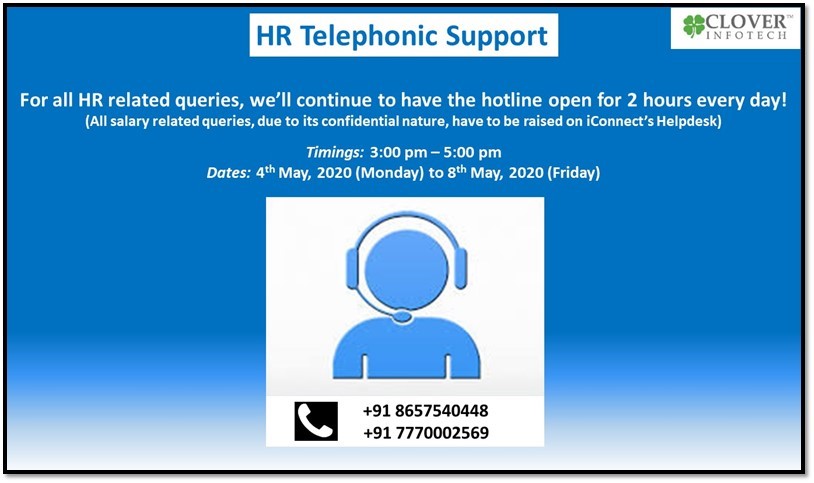 HR Telephonic Support
CLOVER™
INFOTECH
For all HR related queries, we’ll continue to have the hotline open for 2 hours every day!
(All salary related queries, due to its confidential nature, have to be raised on iConnect’s Helpdesk)
Timings: 3:00 pm – 5:00 pm
Dates: 4th May, 2020 (Monday) to 8th May, 2020 (Friday)
+91 8657540448
+91 7770002569